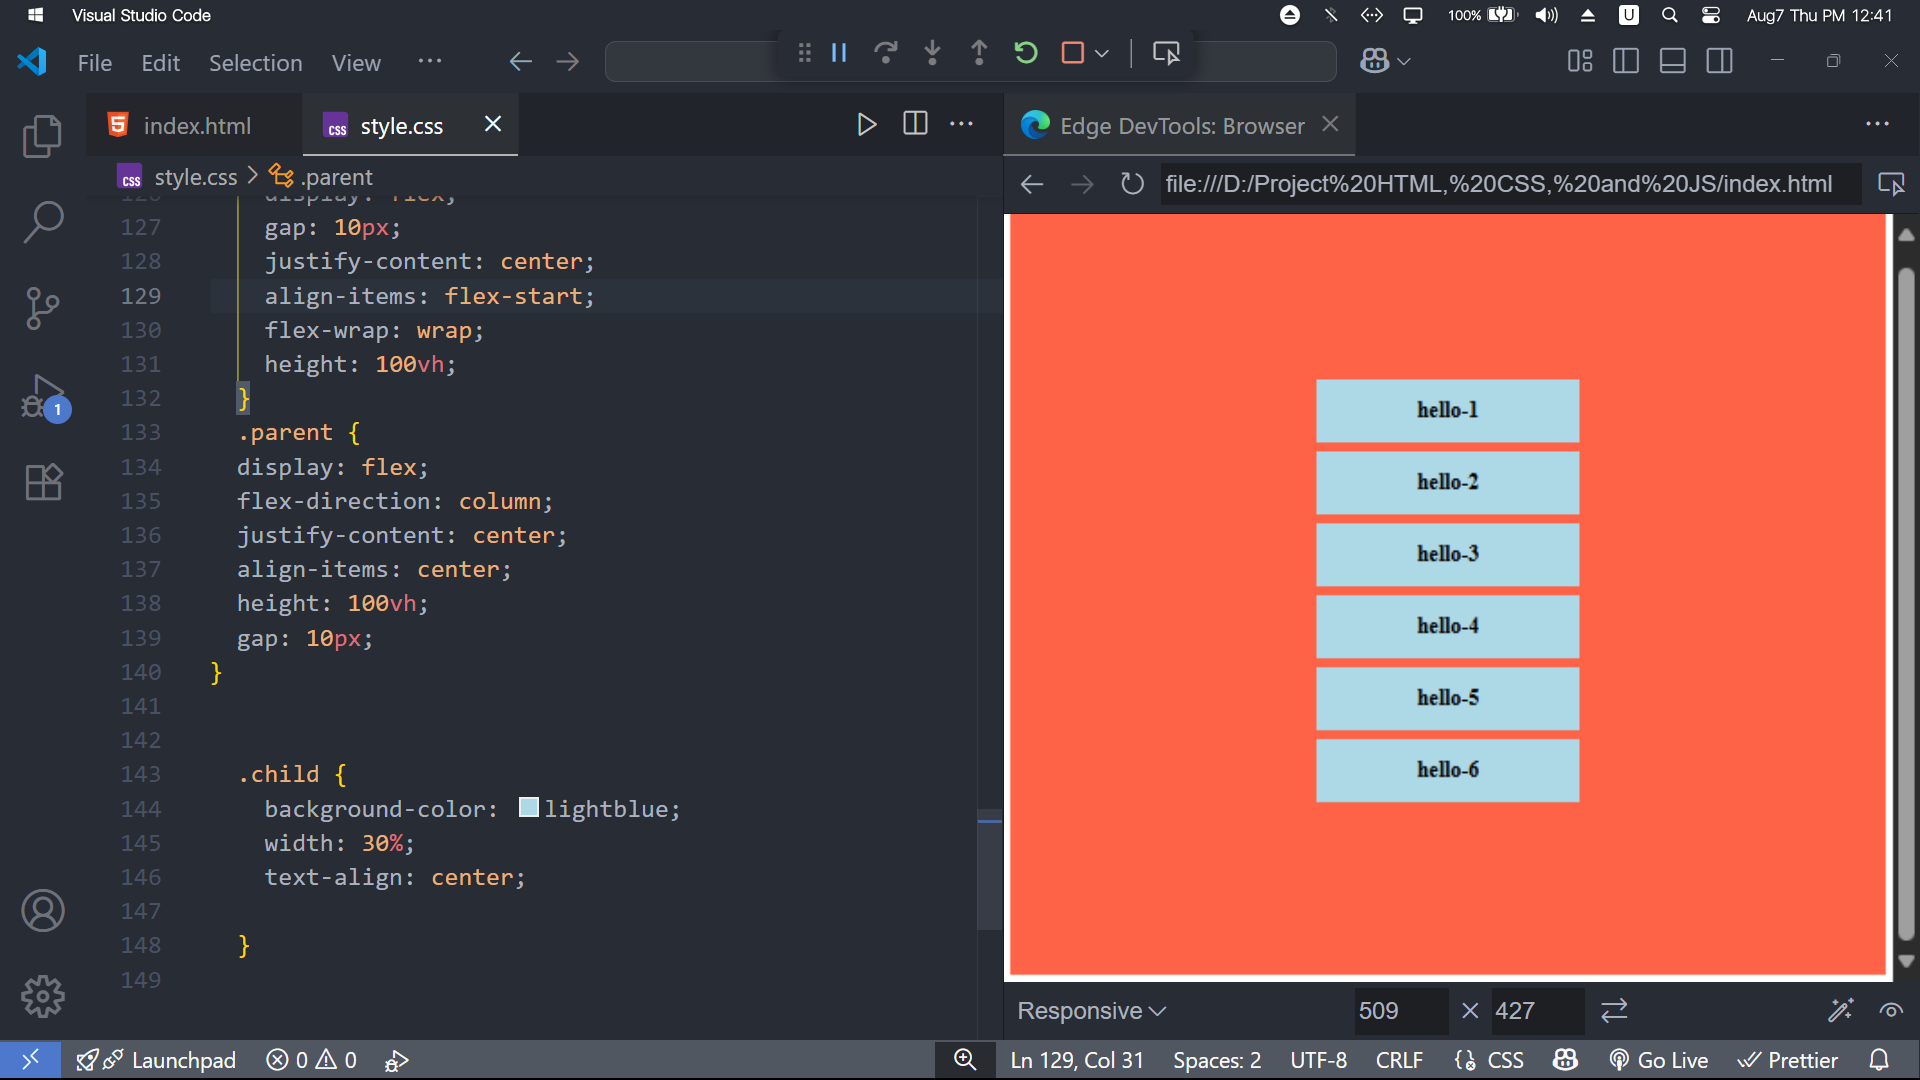 Visual Studio Code
100%
U
Aug7 Thu PM 12:41
File Edit Selection View ...
index.html
css style.css
Edge DevTools: Browser
css style.css > .parent
file:///D:/Project%20HTML,%20CSS,%20and%20JS/index.html
126 display: flex;
127 gap: 10px;
128 justify-content: center;
129 align-items: flex-start;
130 flex-wrap: wrap;
131 height: 100vh;
132 }
133 .parent {
134 display: flex;
135 flex-direction: column;
136 justify-content: center;
137 align-items: center;
138 height: 100vh;
139 gap: 10px;
140 }
141
142
143 .child {
144 background-color: lightblue;
145 width: 30%;
146 text-align: center;
147
148 }
149
1
hello-1
hello-2
hello-3
hello-4
hello-5
hello-6
Responsive 509 × 427
Launchpad 0 0 Ln 129, Col 31 Spaces: 2 UTF-8 CRLF {} CSS Go Live Prettier